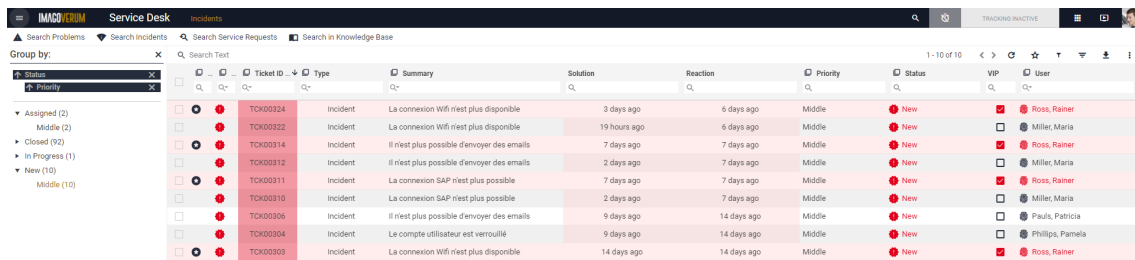 IMAGOVERUM Service Desk Incidents TRACKING INACTIVE
Search Problems Search Incidents Search Service Requests Search in Knowledge Base
Group by: Search Text 1 - 10 of 10
Status
Priority
Ticket ID Type Summary Solution Reaction Priority Status VIP User
Assigned (2)
Middle (2)
Closed (92)
In Progress (1)
New (10)
Middle (10)
TCK00324 Incident La connexion Wifi n'est plus disponible 3 days ago 6 days ago Middle New Ross, Rainer
TCK00322 Incident La connexion Wifi n'est plus disponible 19 hours ago 6 days ago Middle New Miller, Maria
TCK00314 Incident Il n'est plus possible d'envoyer des emails 7 days ago 7 days ago Middle New Ross, Rainer
TCK00312 Incident Il n'est plus possible d'envoyer des emails 2 days ago 7 days ago Middle New Miller, Maria
TCK00311 Incident La connexion SAP n'est plus possible 7 days ago 7 days ago Middle New Ross, Rainer
TCK00310 Incident La connexion SAP n'est plus possible 2 days ago 7 days ago Middle New Miller, Maria
TCK00306 Incident Il n'est plus possible d'envoyer des emails 9 days ago 14 days ago Middle New Pauls, Patricia
TCK00304 Incident Le compte utilisateur est verrouillé 9 days ago 14 days ago Middle New Phillips, Pamela
TCK00303 Incident La connexion Wifi n'est plus disponible 14 days ago 14 days ago Middle New Ross, Rainer